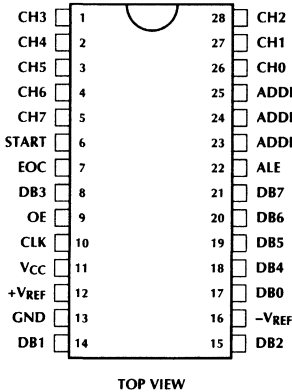 CH3 1 28 CH2
CH4 2 27 CH1
CH5 3 26 CH0
CH6 4 25 ADDI
CH7 5 24 ADDI
START 6 23 ADDI
EOC 7 22 ALE
DB3 8 21 DB7
OE 9 20 DB6
CLK 10 19 DB5
VCC 11 18 DB4
+VREF 12 17 DB0
GND 13 16 –VREF
DB1 14 15 DB2
TOP VIEW